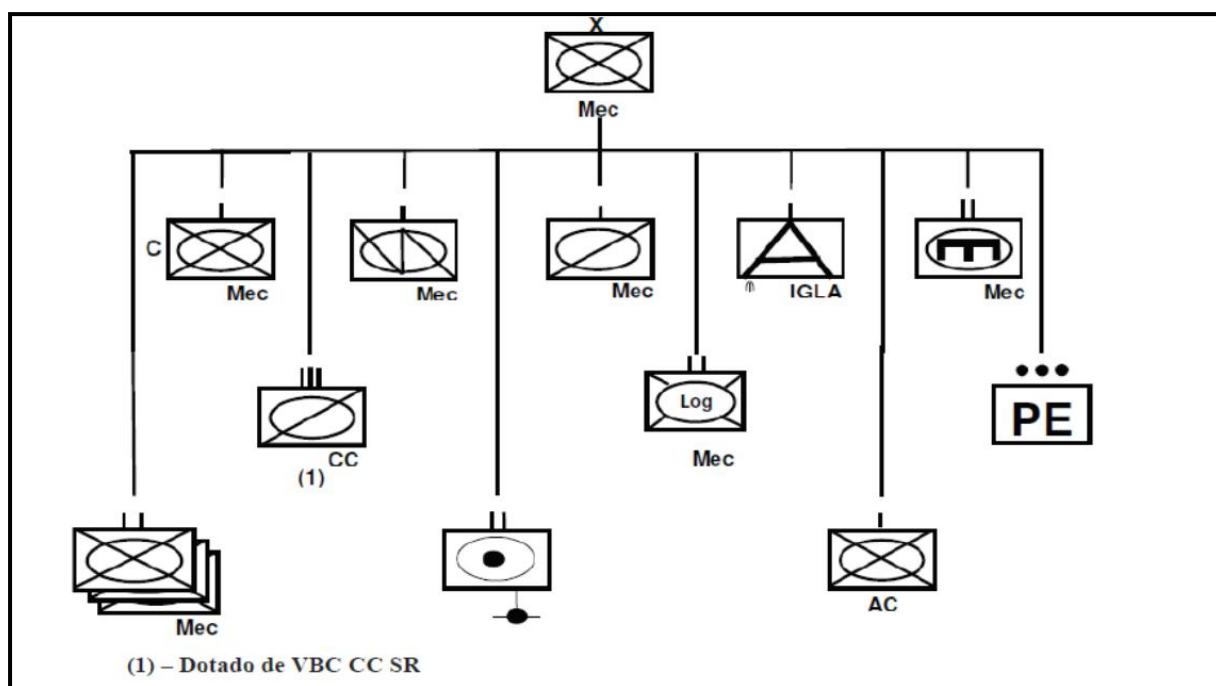 X
Mec
C
Mec
Mec
Mec
IGLA
Mec
CC
(1)
Log
Mec
PE
Mec
AC
(1) – Dotado de VBC CC SR